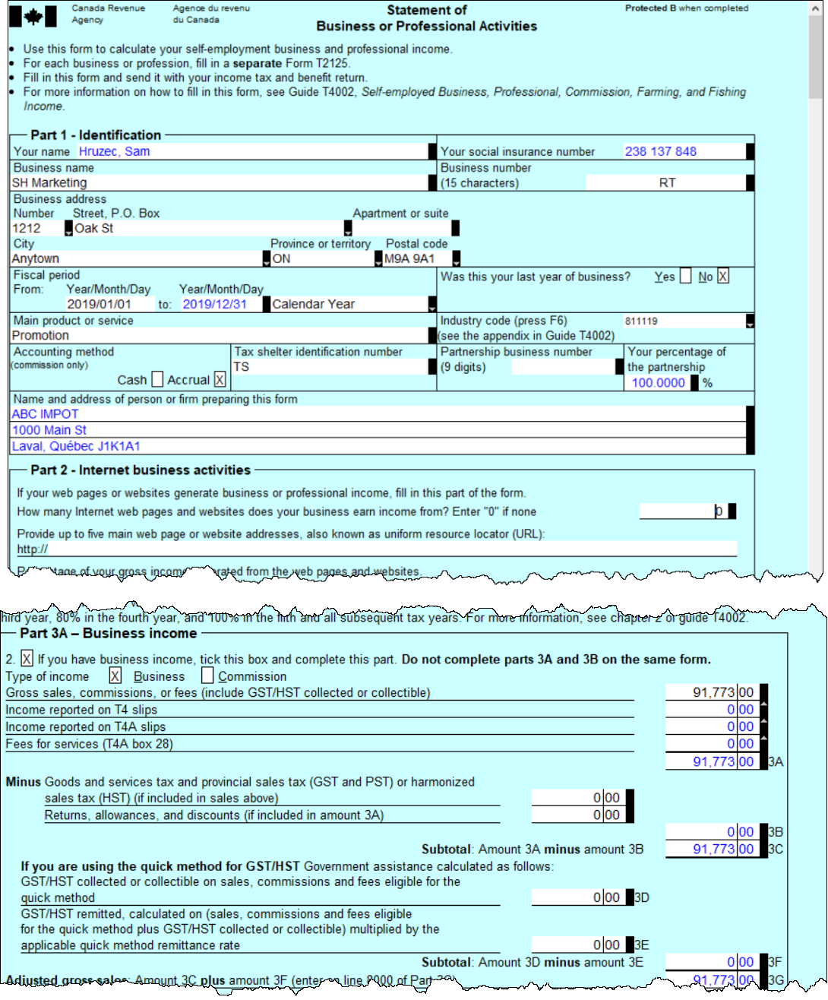 Canada Revenue Agence du revenu Statement of Protected B when completed
Agency du Canada Business or Professional Activities
• Use this form to calculate your self-employment business and professional income.
• For each business or profession, fill in a separate Form T2125.
• Fill in this form and send it with your income tax and benefit return.
• For more information on how to fill in this form, see Guide T4002, Self-employed Business, Professional, Commission, Farming, and Fishing
Income.
Part 1 - Identification
Your name Hruzec, Sam Your social insurance number 238 137 848
Business name Business number
SH Marketing (15 characters) RT
Business address
Number Street, P.O. Box Apartment or suite
1212 Oak St
City Province or territory Postal code
Anytown ON M9A 9A1
Fiscal period Was this your last year of business? Yes No X
From: Year/Month/Day Year/Month/Day
2019/01/01 to: 2019/12/31 Calendar Year
Main product or service Industry code (press F6) 811119
Promotion (see the appendix in Guide T4002)
Accounting method Tax shelter identification number Partnership business number Your percentage of
(commission only) TS (9 digits) the partnership
Cash Accrual X 100.0000 %
Name and address of person or firm preparing this form
ABC IMPOT
1000 Main St
Laval, Québec J1K1A1
Part 2 - Internet business activities
If your web pages or websites generate business or professional income, fill in this part of the form.
How many Internet web pages and websites does your business earn income from? Enter "0" if none 0
Provide up to five main web page or website addresses, also known as uniform resource locator (URL):
http://
of your gross income from the web pages and websites.
third year, 80% in the fourth year, and 100% in the fifth and all subsequent tax years. For more information, see chapter 2 of guide T4002.
Part 3A – Business income
2. X If you have business income, tick this box and complete this part. Do not complete parts 3A and 3B on the same form.
Type of income X Business Commission
Gross sales, commissions, or fees (include GST/HST collected or collectible) 91,773 00
Income reported on T4 slips 0 00
Income reported on T4A slips 0 00
Fees for services (T4A box 28) 0 00
91,773 00 3A
Minus Goods and services tax and provincial sales tax (GST and PST) or harmonized
sales tax (HST) (if included in sales above) 0 00
Returns, allowances, and discounts (if included in amount 3A) 0 00
0 00 3B
Subtotal: Amount 3A minus amount 3B 91,773 00 3C
If you are using the quick method for GST/HST Government assistance calculated as follows:
GST/HST collected or collectible on sales, commissions and fees eligible for the
quick method 0 00 3D
GST/HST remitted, calculated on (sales, commissions and fees eligible
for the quick method plus GST/HST collected or collectible) multiplied by the
applicable quick method remittance rate 0 00 3E
Subtotal: Amount 3D minus amount 3E 0 00 3F
Adjusted gross sales: Amount 3C plus amount 3F (enter on line 8000 of Part 3C) 91,773 00 3G